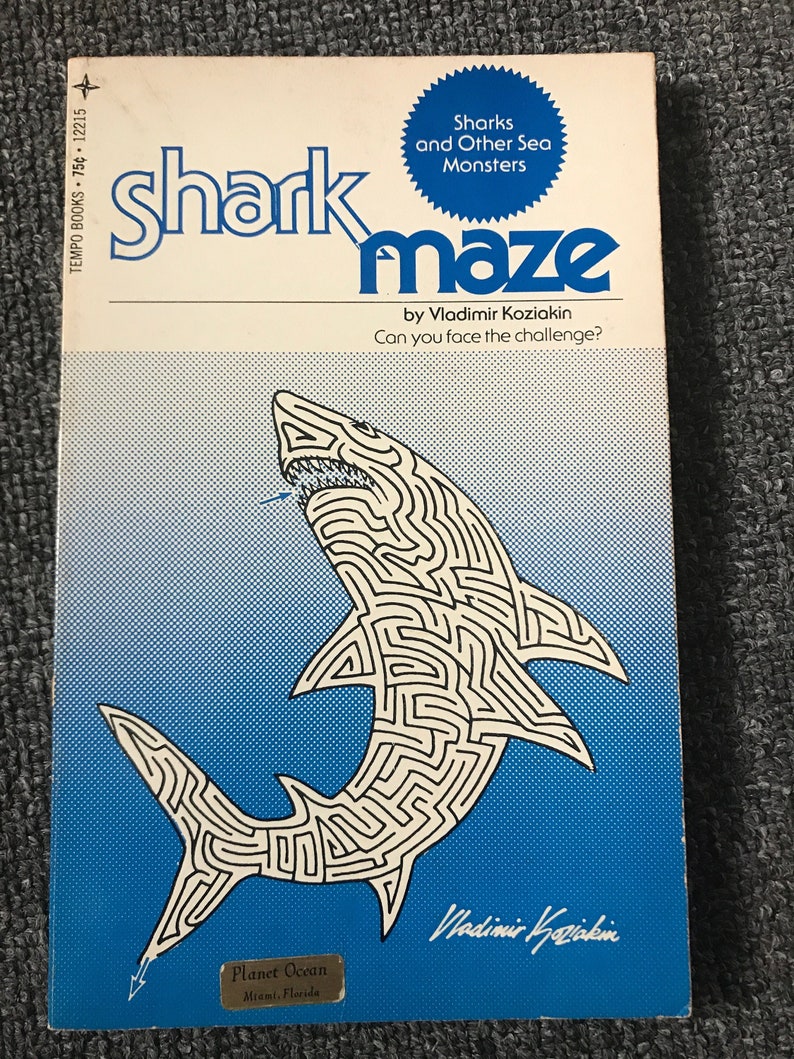 TEMPO BOOKS • 75¢ • 12215
Sharks
and Other Sea
Monsters
shark
maze
by Vladimir Koziakin
Can you face the challenge?
Vladimir Koziakin
Planet Ocean
Miami, Florida